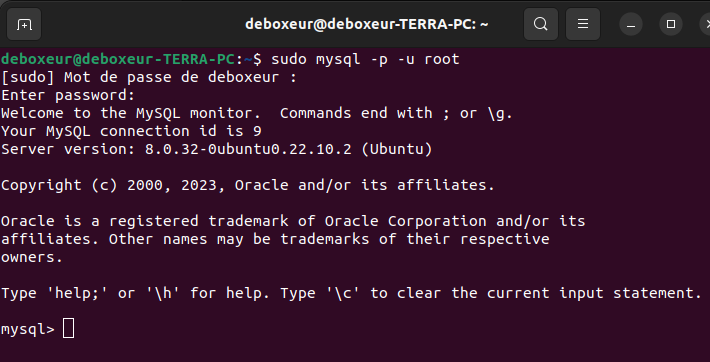 deboxeur@deboxeur-TERRA-PC: ~
deboxeur@deboxeur-TERRA-PC:~$ sudo mysql -p -u root
[sudo] Mot de passe de deboxeur :
Enter password:
Welcome to the MySQL monitor.  Commands end with ; or \g.
Your MySQL connection id is 9
Server version: 8.0.32-0ubuntu0.22.10.2 (Ubuntu)

Copyright (c) 2000, 2023, Oracle and/or its affiliates.

Oracle is a registered trademark of Oracle Corporation and/or its
affiliates. Other names may be trademarks of their respective
owners.

Type 'help;' or '\h' for help. Type '\c' to clear the current input statement.

mysql>